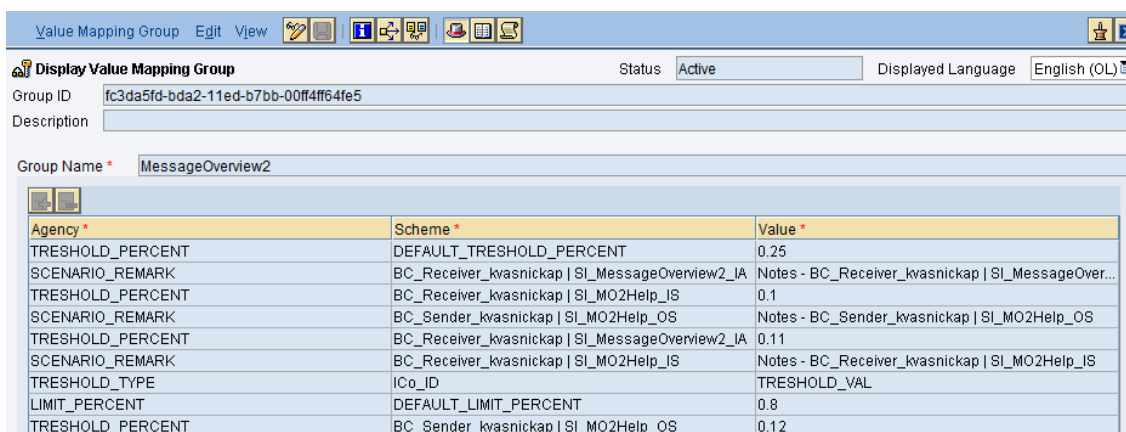 Value Mapping Group Edit View
Display Value Mapping Group Status Active Displayed Language English (OL)
Group ID fc3da5fd-bda2-11ed-b7bb-00ff4ff64fe5
Description
Group Name * MessageOverview2
Agency * Scheme * Value *
TRESHOLD_PERCENT DEFAULT_TRESHOLD_PERCENT 0.25
SCENARIO_REMARK BC_Receiver_kvasnickap | SI_MessageOverview2_IA Notes - BC_Receiver_kvasnickap | SI_MessageOver...
TRESHOLD_PERCENT BC_Receiver_kvasnickap | SI_MO2Help_IS 0.1
SCENARIO_REMARK BC_Sender_kvasnickap | SI_MO2Help_OS Notes - BC_Sender_kvasnickap | SI_MO2Help_OS
TRESHOLD_PERCENT BC_Receiver_kvasnickap | SI_MessageOverview2_IA 0.11
SCENARIO_REMARK BC_Receiver_kvasnickap | SI_MO2Help_IS Notes - BC_Receiver_kvasnickap | SI_MO2Help_IS
TRESHOLD_TYPE ICo_ID TRESHOLD_VAL
LIMIT_PERCENT DEFAULT_LIMIT_PERCENT 0.8
TRESHOLD_PERCENT BC_Sender_kvasnickap | SI_MO2Help_OS 0.12